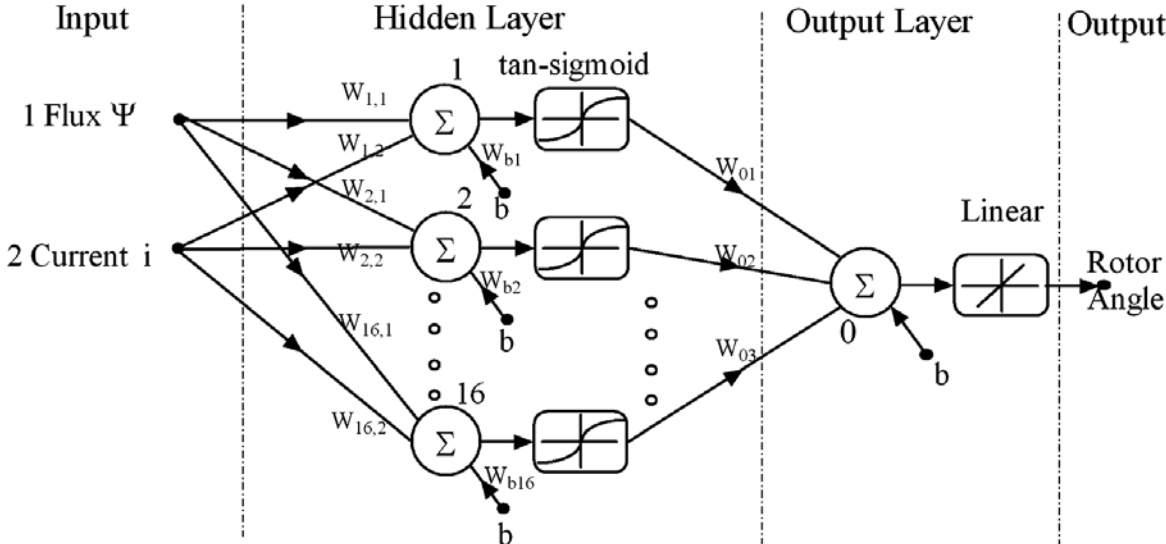 Input
Hidden Layer
Output Layer
Output
tan-sigmoid
1 Flux Ψ
2 Current i
W1,1
W1,2
W2,1
W2,2
W16,1
W16,2
1
Σ
Wb1
b
2
Σ
Wb2
b
16
Σ
Wb16
b
W01
W02
W03
Σ
0
b
Linear
Rotor
Angle